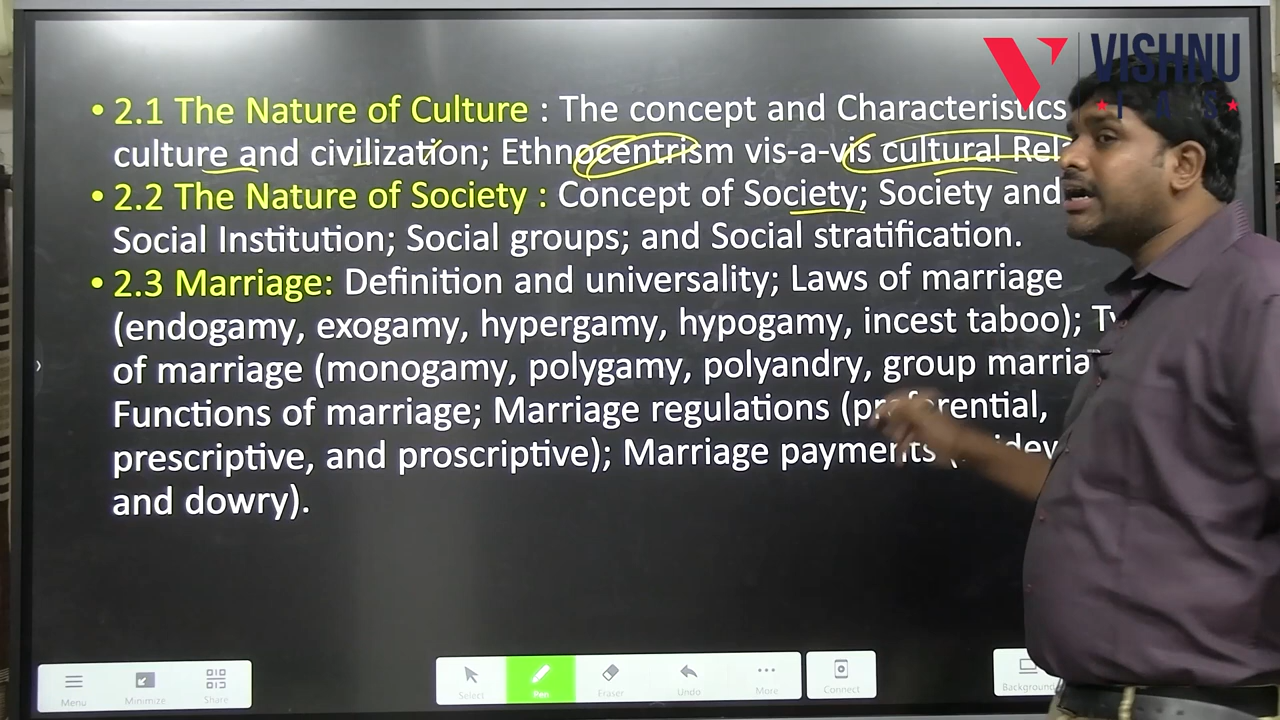 VISHNU
IAS
• 2.1 The Nature of Culture : The concept and Characteristics
culture and civilization; Ethnocentrism vis-a-vis cultural
• 2.2 The Nature of Society : Concept of Society; Society and
Social Institution; Social groups; and Social stratification.
• 2.3 Marriage: Definition and universality; Laws of marriage
(endogamy, exogamy, hypergamy, hypogamy, incest taboo);
of marriage (monogamy, polygamy, polyandry, group
Functions of marriage; Marriage regulations (preferential,
prescriptive, and proscriptive); Marriage payments
and dowry).
Menu Minimize Share Select Pen Eraser Undo More Connect Background